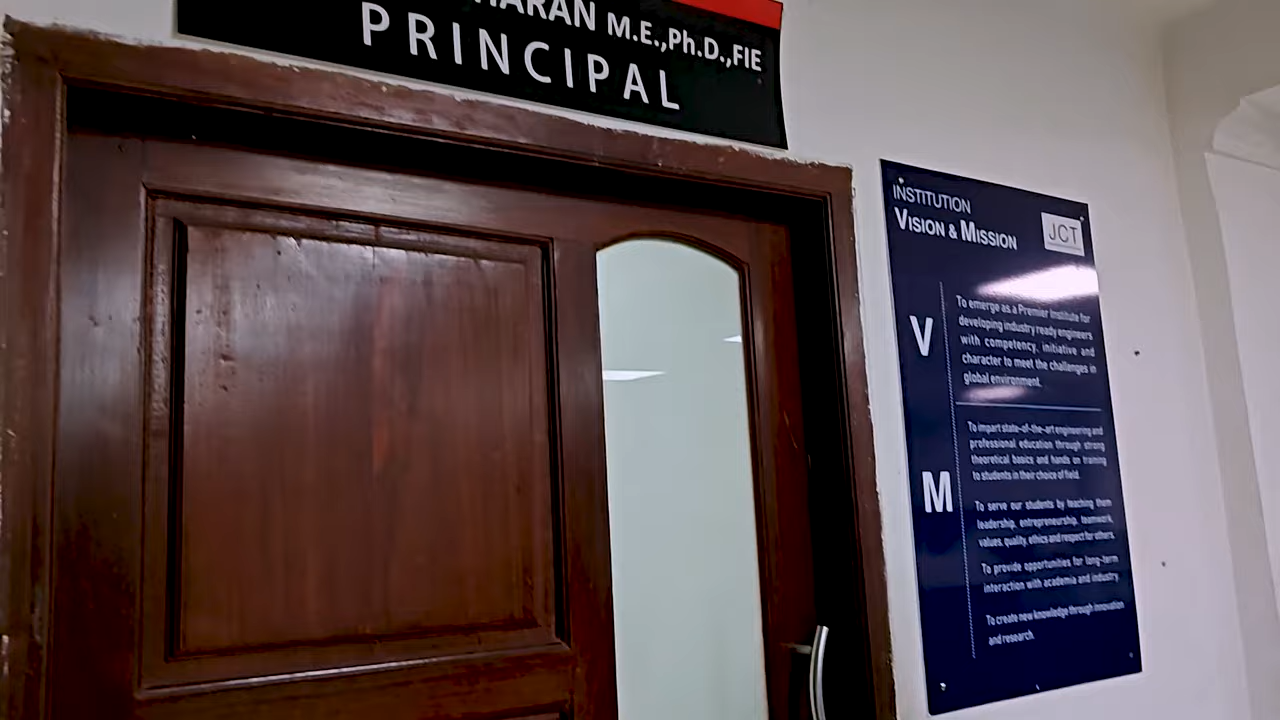 M.E.,Ph.D.,FIE
PRINCIPAL
INSTITUTION
VISION & MISSION
JCT
V
To emerge as a Premier Institute for
developing industry ready engineers
with competency, initiative and
character to meet the challenges in
global environment.
M
To impart state-of-the-art engineering and
professional education through strong
theoretical basics and hands on training
to students in their choice of field.
To serve our students by teaching them
leadership, entrepreneurship, teamwork,
values, quality, ethics and respect for others.
To provide opportunities for long-term
interaction with academia and industry
To create new knowledge through innovation
and research